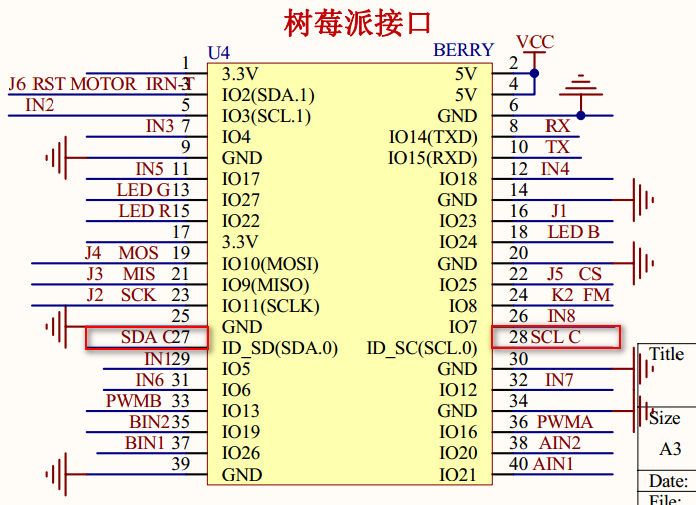 树莓派接口
U4 BERRY VCC
1 3.3V 5V 2
J6 RST MOTOR IRN-T 3 IO2(SDA.1) 5V 4
IN2 5 IO3(SCL.1) GND 6
IN3 7 IO4 IO14(TXD) 8 RX
9 GND IO15(RXD) 10 TX
IN5 11 IO17 IO18 12 IN4
LED G 13 IO27 GND 14
LED R 15 IO22 IO23 16 J1
17 3.3V IO24 18 LED B
J4 MOS 19 IO10(MOSI) GND 20
J3 MIS 21 IO9(MISO) IO25 22 J5 CS
J2 SCK 23 IO11(SCLK) IO8 24 K2 FM
25 GND IO7 26 IN8
SDA C 27 ID_SD(SDA.0) ID_SC(SCL.0) 28 SCL C
IN1 29 IO5 GND 30
IN6 31 IO6 IO12 32 IN7
PWMB 33 IO13 GND 34
BIN2 35 IO19 IO16 36 PWMA
BIN1 37 IO26 IO20 38 AIN2
39 GND IO21 40 AIN1
Title
Size
A3
Date:
File: